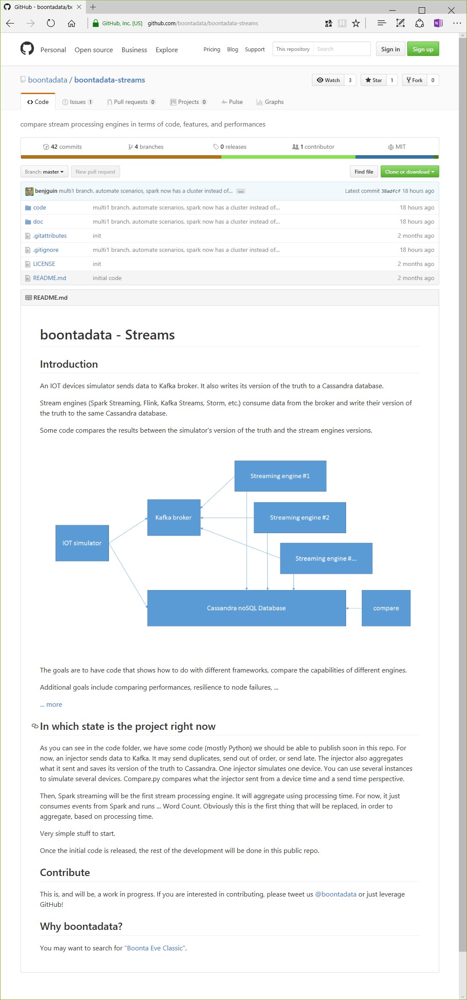 GitHub - boontadata/bo
GitHub, Inc. [US] github.com/boontadata/boontadata-streams
Personal Open source Business Explore Pricing Blog Support This repository Search Sign in Sign up
boontadata / boontadata-streams Watch 3 Star 1 Fork 0
Code Issues 1 Pull requests 0 Projects 0 Pulse Graphs
compare stream processing engines in terms of code, features, and performances
42 commits 4 branches 0 releases 1 contributor MIT
Branch: master New pull request Find file Clone or download
benjguin multi1 branch. automate scenarios, spark now has a cluster instead of... ... Latest commit 38adfcf 18 hours ago
code multi1 branch. automate scenarios, spark now has a cluster instead of... 18 hours ago
doc multi1 branch. automate scenarios, spark now has a cluster instead of... 18 hours ago
.gitattributes init 2 months ago
.gitignore multi1 branch. automate scenarios, spark now has a cluster instead of... 18 hours ago
LICENSE init 2 months ago
README.md initial code 2 months ago
README.md
boontadata - Streams
Introduction
An IOT devices simulator sends data to Kafka broker. It also writes its version of the truth to a Cassandra database.
Stream engines (Spark Streaming, Flink, Kafka Streams, Storm, etc.) consume data from the broker and write their version of
the truth to the same Cassandra database.
Some code compares the results between the simulator's version of the truth and the stream engines versions.
Streaming engine #1
Kafka broker
Streaming engine #2
IOT simulator
Streaming engine #...
Cassandra noSQL Database
compare
The goals are to have code that shows how to do with different frameworks, compare the capabilities of different engines.
Additional goals include comparing performances, resilience to node failures, ...
... more
In which state is the project right now
As you can see in the code folder, we have some code (mostly Python) we should be able to publish soon in this repo. For
now, an injector sends data to Kafka. It may send duplicates, send out of order, or send late. The injector also aggregates
what it sent and saves its version of the truth to Cassandra. One injector simulates one device. You can use several instances
to simulate several devices. Compare.py compares what the injector sent from a device time and a send time perspective.
Then, Spark streaming will be the first stream processing engine. It will aggregate using processing time. For now, it just
consumes events from Spark and runs ... Word Count. Obviously this is the first thing that will be replaced, in order to
aggregate, based on processing time.
Very simple stuff to start.
Once the initial code is released, the rest of the development will be done in this public repo.
Contribute
This is, and will be, a work in progress. If you are interested in contributing, please tweet us @boontadata or just leverage
GitHub!
Why boontadata?
You may want to search for "Boonta Eve Classic".